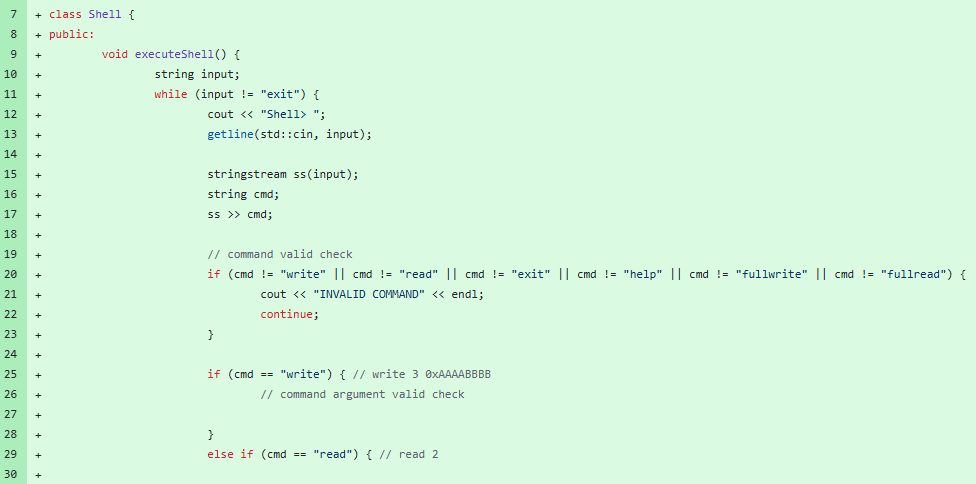 7 + class Shell {
8 + public:
9 + void executeShell() {
10 + string input;
11 + while (input != "exit") {
12 + cout << "Shell> ";
13 + getline(std::cin, input);
14 +
15 + stringstream ss(input);
16 + string cmd;
17 + ss >> cmd;
18 +
19 + // command valid check
20 + if (cmd != "write" || cmd != "read" || cmd != "exit" || cmd != "help" || cmd != "fullwrite" || cmd != "fullread") {
21 + cout << "INVALID COMMAND" << endl;
22 + continue;
23 + }
24 +
25 + if (cmd == "write") { // write 3 0xAAAABBBB
26 + // command argument valid check
27 +
28 + }
29 + else if (cmd == "read") { // read 2
30 +